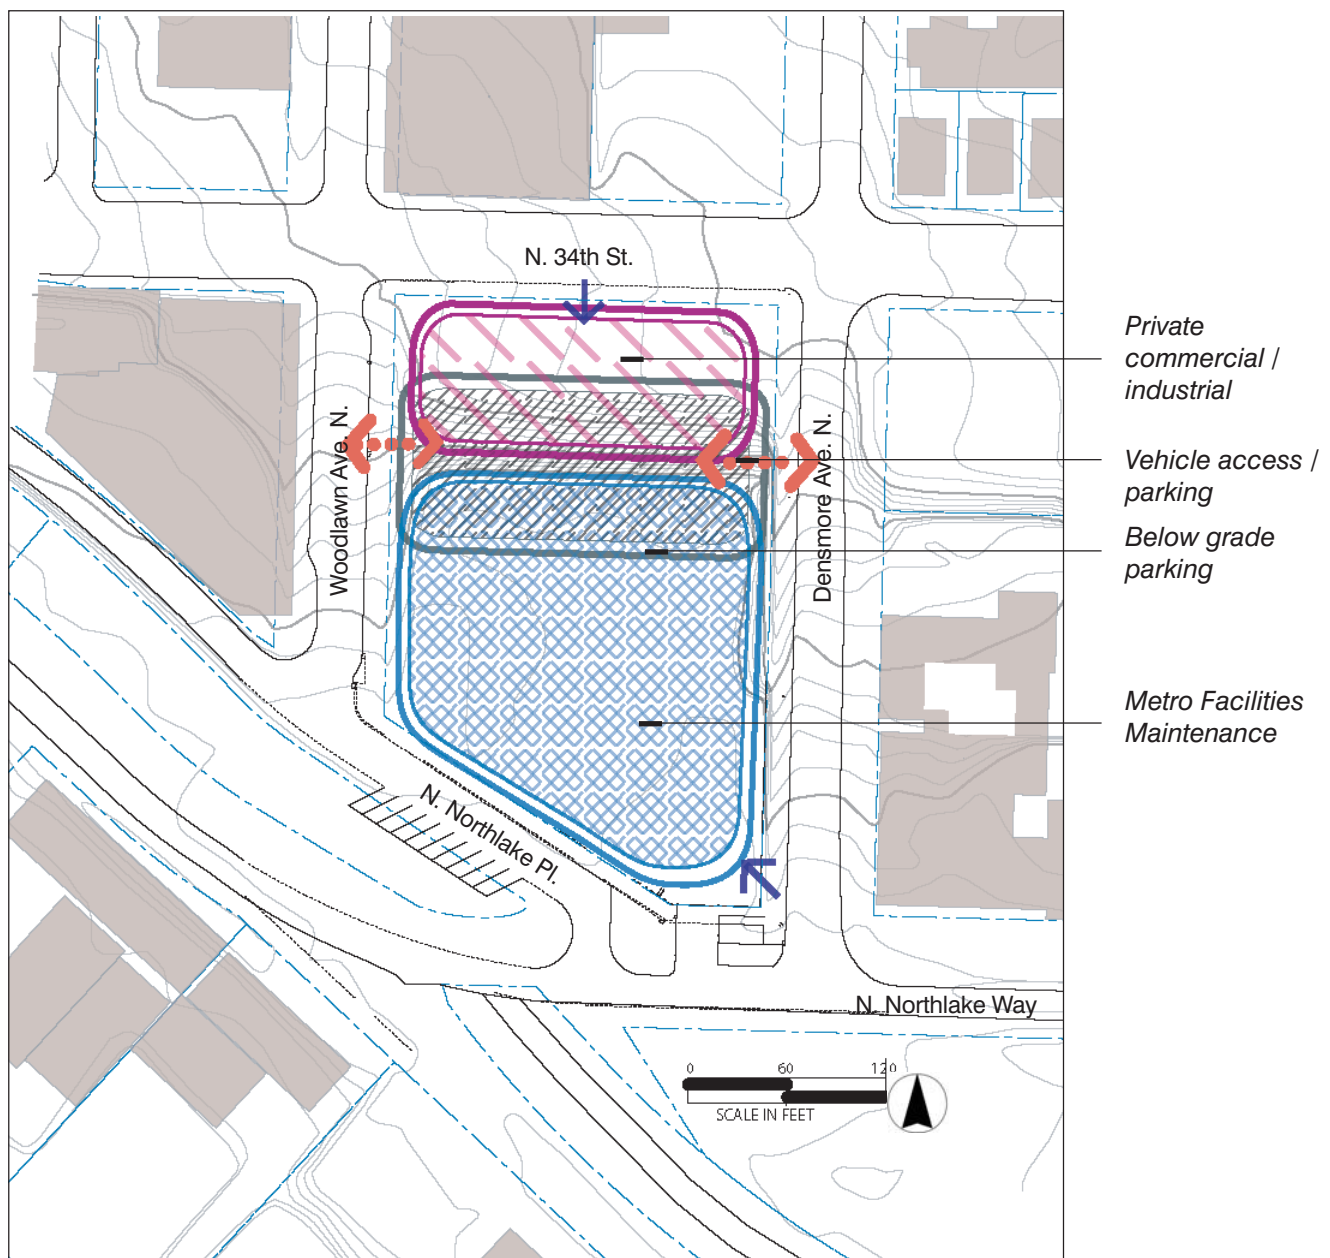 N. 34th St.
Private
commercial /
industrial
Woodlawn Ave. N.
Densmore Ave. N.
Vehicle access /
parking
Below grade
parking
Metro Facilities
Maintenance
N. Northlake Pl.
N. Northlake Way
0 60 120
SCALE IN FEET